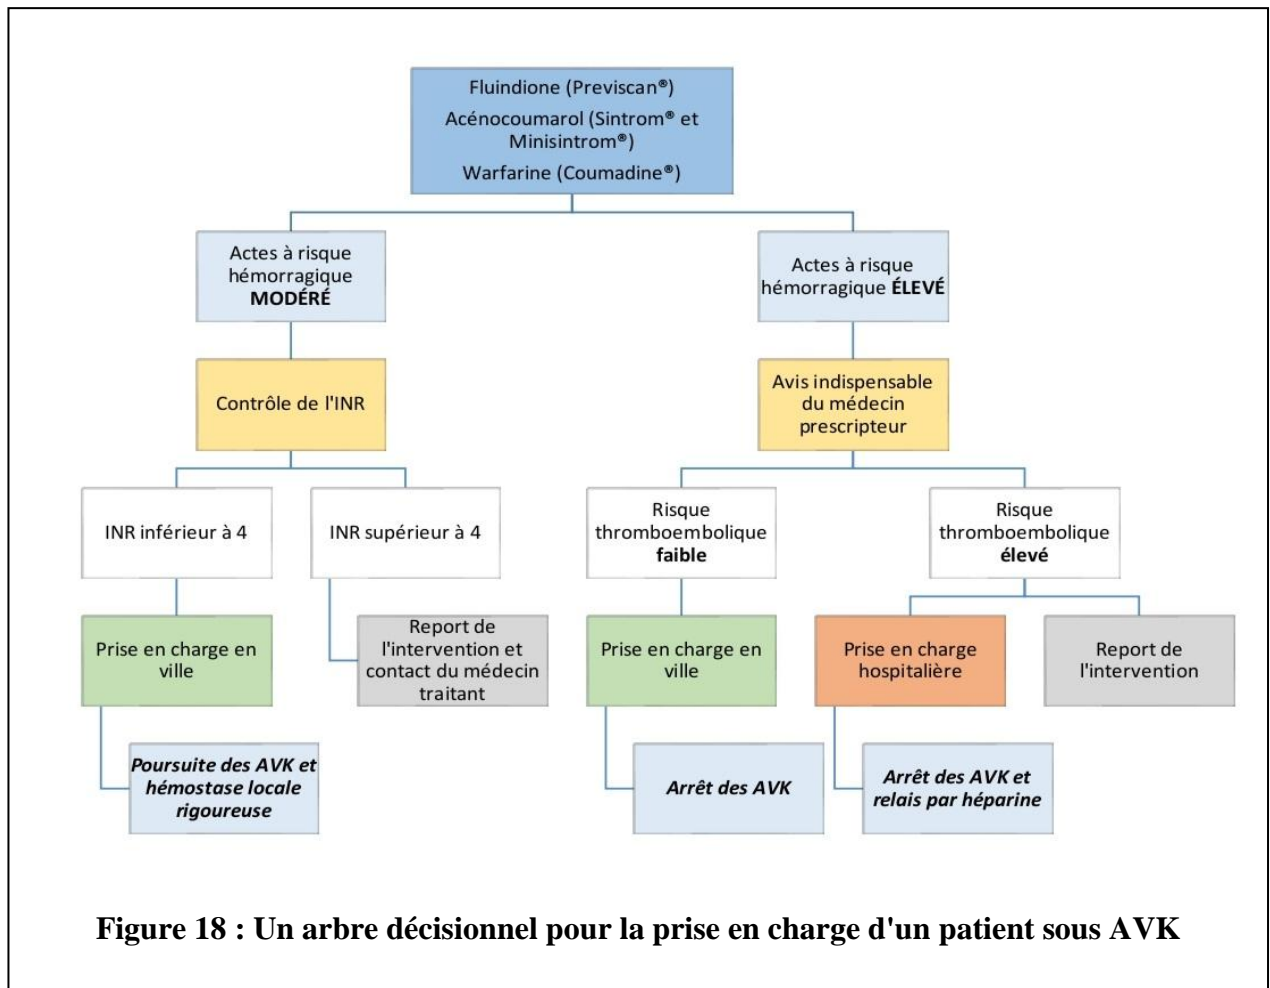 Fluindione (Previscan®)
Acénocoumarol (Sintrom® et
Minisintrom®)
Warfarine (Coumadine®)
Actes à risque
hémorragique
MODÉRÉ
Actes à risque
hémorragique ÉLEVÉ
Contrôle de l'INR
Avis indispensable
du médecin
prescripteur
INR inférieur à 4
INR supérieur à 4
Risque
thromboembolique
faible
Risque
thromboembolique
élevé
Prise en charge en
ville
Report de
l'intervention et
contact du médecin
traitant
Prise en charge en
ville
Prise en charge
hospitalière
Report de
l'intervention
Poursuite des AVK et
hémostase locale
rigoureuse
Arrêt des AVK
Arrêt des AVK et
relais par héparine
Figure 18 : Un arbre décisionnel pour la prise en charge d'un patient sous AVK